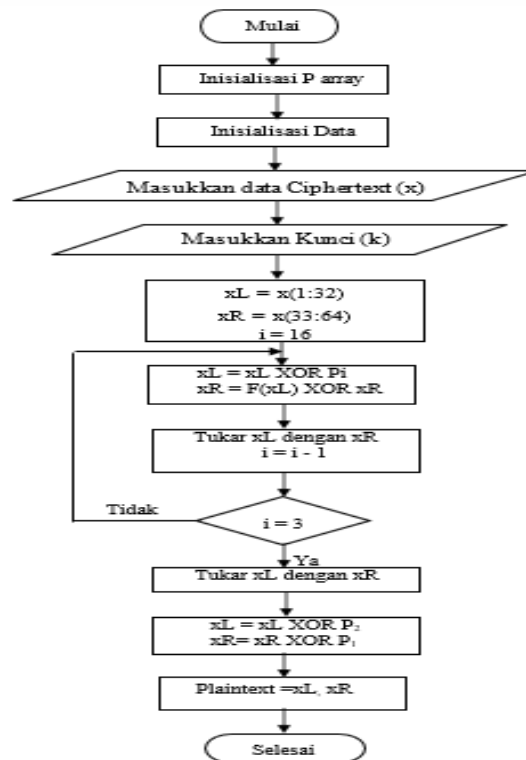 Mulai
Inisialisasi P array
Inisialisasi Data
Masukkan data Ciphertext (x)
Masukkan Kunci (k)
xL = x(1:32)
xR = x(33:64)
i = 16
xL = xL XOR Pi
xR = F(xL) XOR xR
Tukar xL dengan xR
i = i - 1
Tidak
i = 3
Ya
Tukar xL dengan xR
xL = xL XOR P₂
xR= xR XOR P₁
Plaintext =xL, xR
Selesai